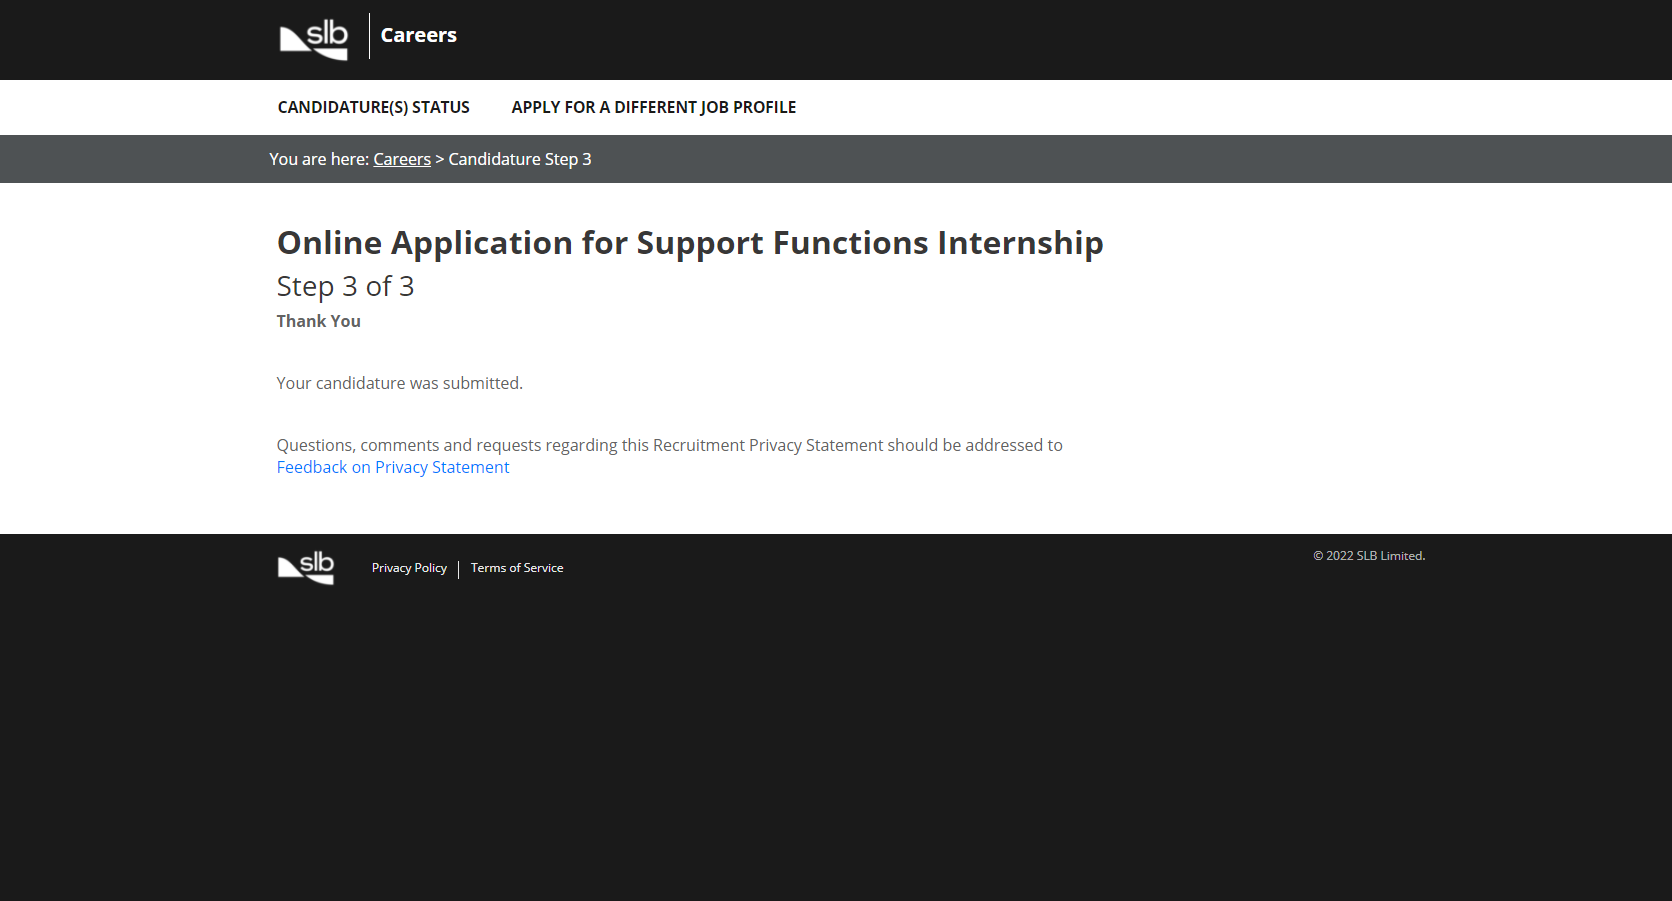 slb
Careers
CANDIDATURE(S) STATUS
APPLY FOR A DIFFERENT JOB PROFILE
You are here: Careers > Candidature Step 3
Online Application for Support Functions Internship
Step 3 of 3
Thank You
Your candidature was submitted.
Questions, comments and requests regarding this Recruitment Privacy Statement should be addressed to
Feedback on Privacy Statement
slb
Privacy Policy
Terms of Service
© 2022 SLB Limited.